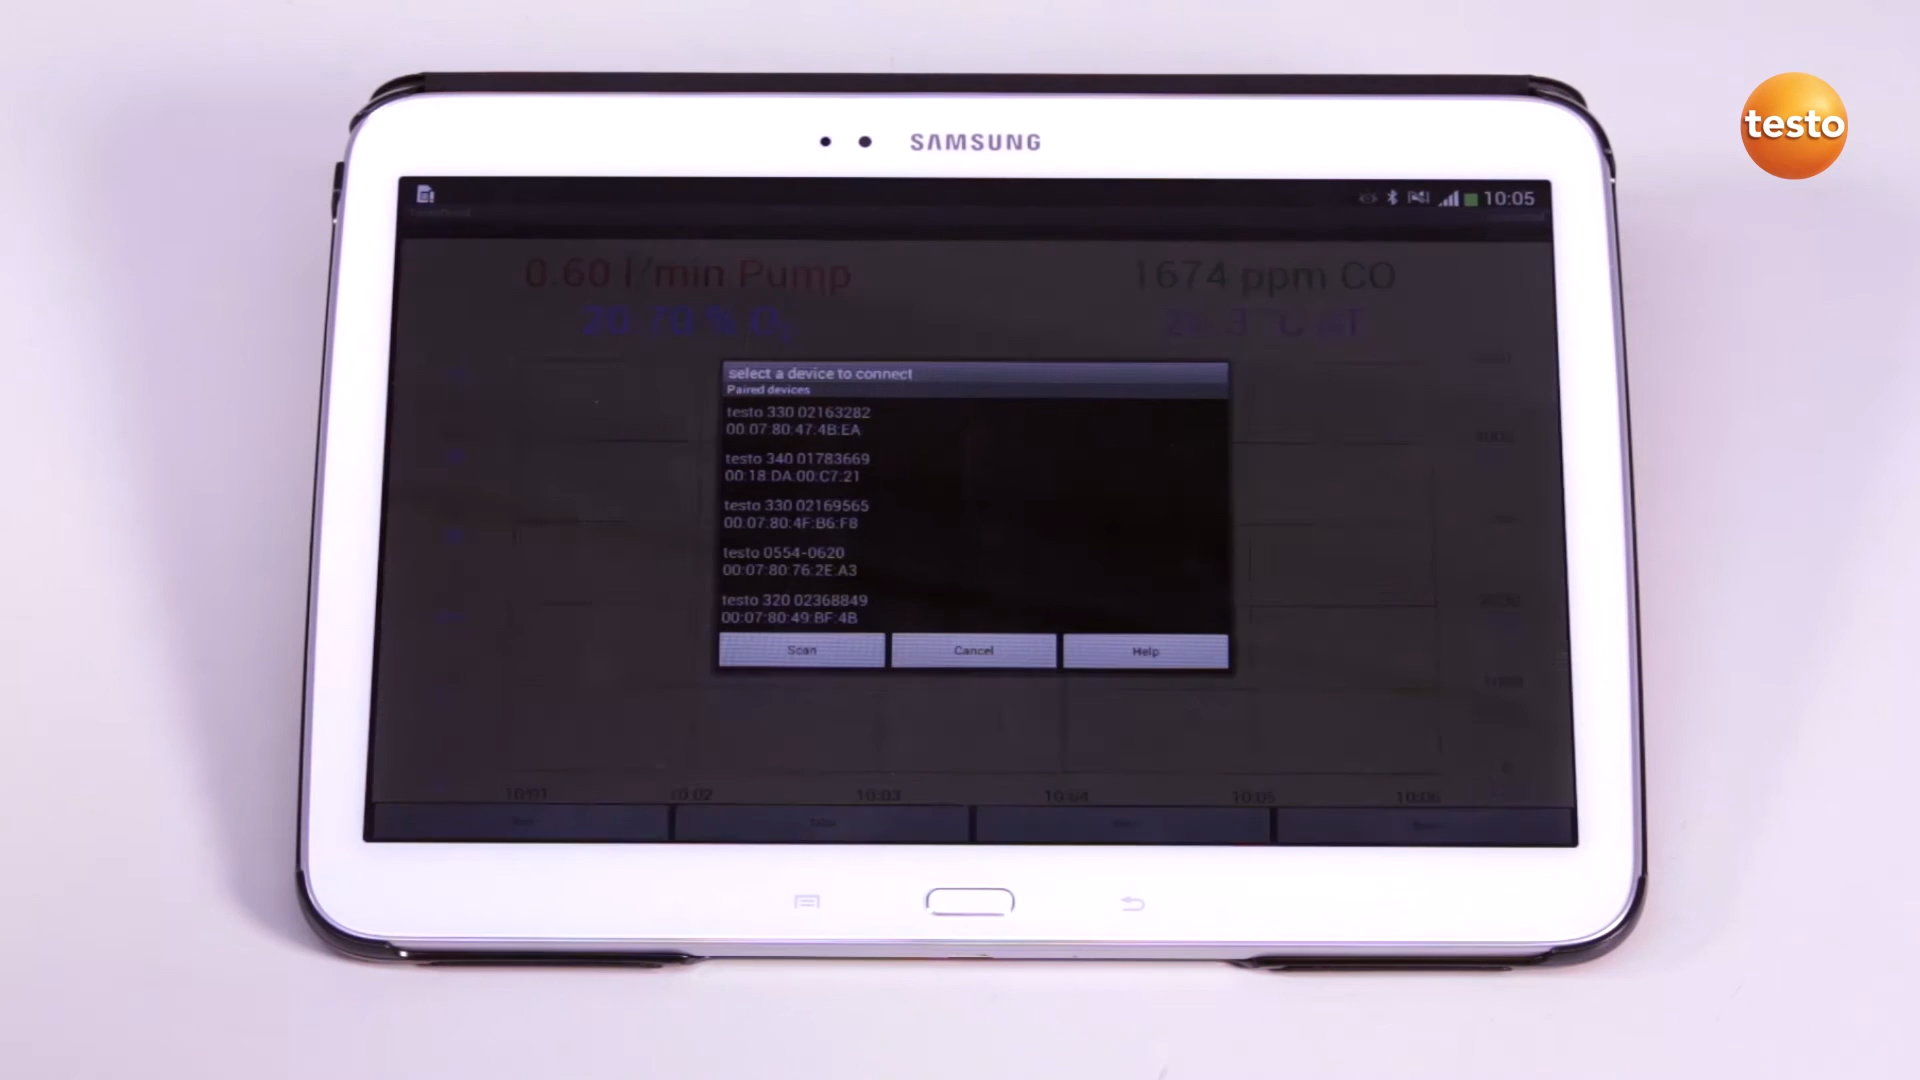 testo
SAMSUNG
10:05
0.60 l/min Pump
1674 ppm CO
20.70 % O₂
select a device to connect
Paired devices
testo 330 02163282
00:07:80:47:4B:EA
testo 340 01783669
00:18:DA:00:C7:21
testo 330 02169565
00:07:80:4F:B6:F8
testo 0554-0620
00:07:80:76:2E:A3
testo 320 02368849
00:07:80:49:BF:4B
Scan
Cancel
Help
10:01
10:02
10:03
10:04
10:05
10:06